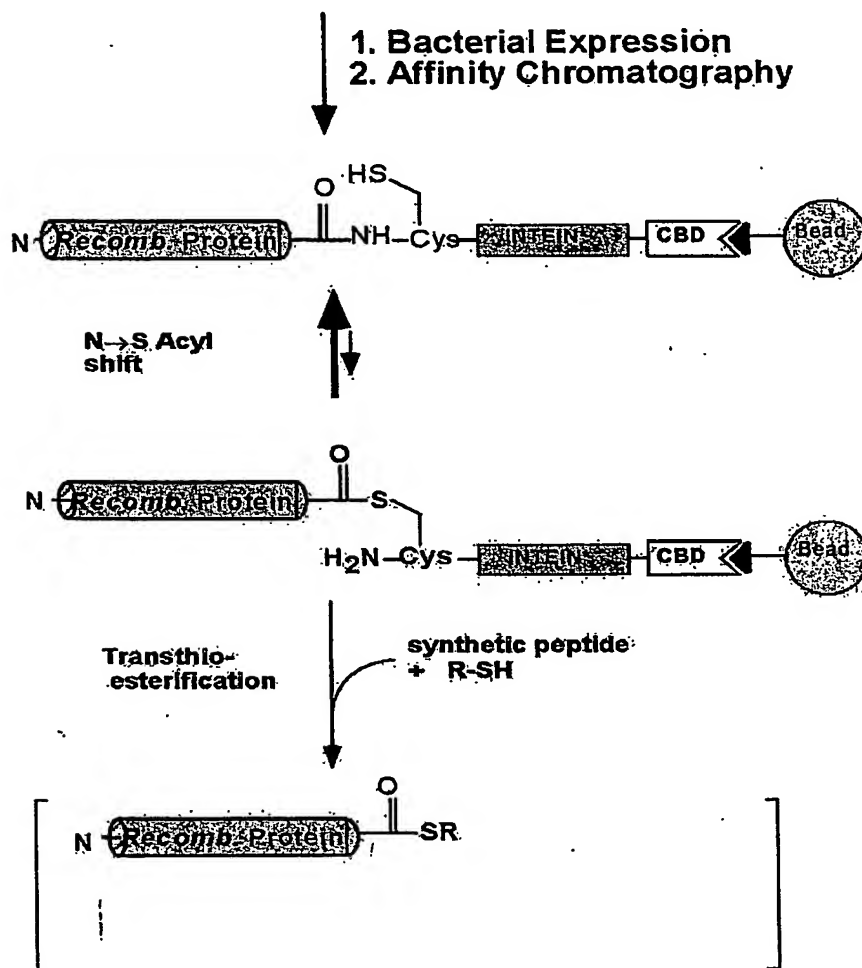 1. Bacterial Expression
2. Affinity Chromatography
O
HS
N Recomb-Protein NH-Cys INTEIN CBD Bead
N→S Acyl
shift
O
N Recomb-Protein S
H2N-Cys INTEIN CBD Bead
Transthio-
esterification
synthetic peptide
+ R-SH
O
N Recomb-Protein SR